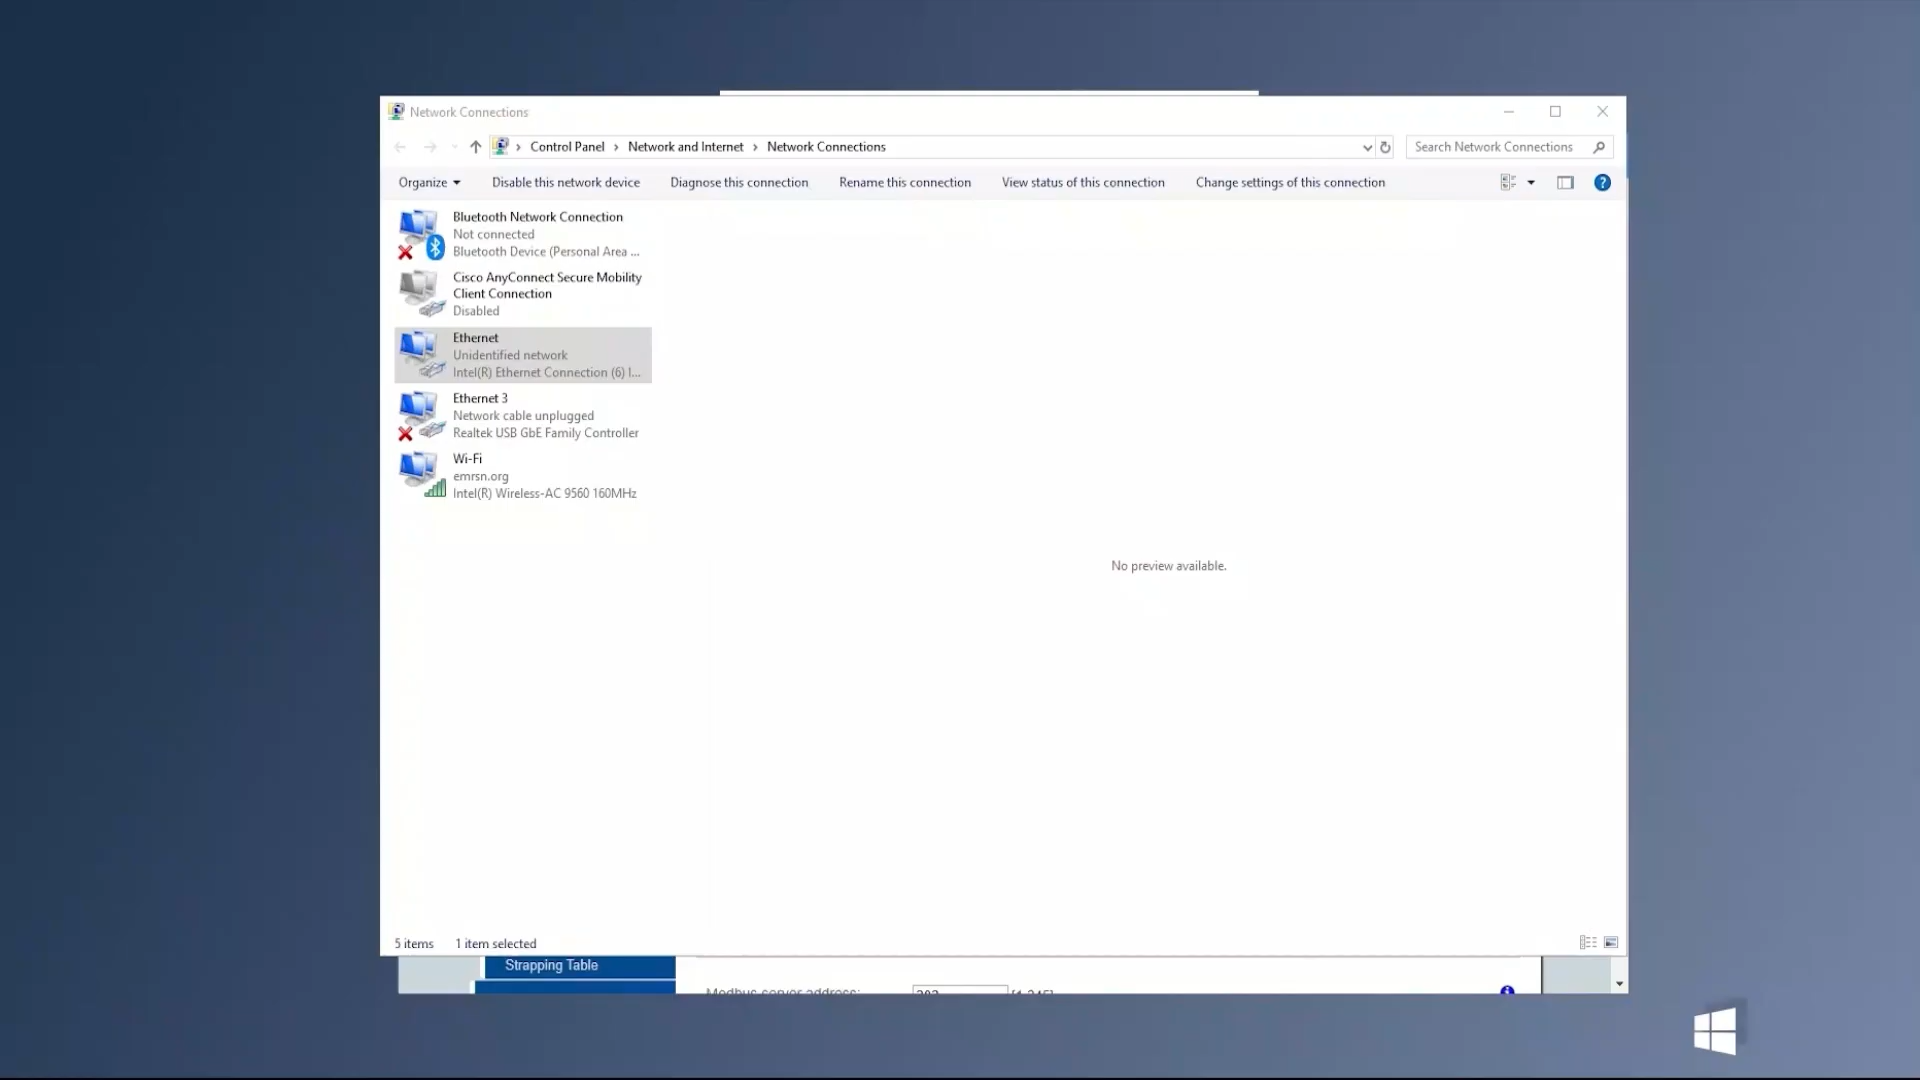 Network Connections
Control Panel > Network and Internet > Network Connections
Search Network Connections
Organize Disable this network device Diagnose this connection Rename this connection View status of this connection Change settings of this connection
Bluetooth Network Connection
Not connected
Bluetooth Device (Personal Area ...
Cisco AnyConnect Secure Mobility
Client Connection
Disabled
Ethernet
Unidentified network
Intel(R) Ethernet Connection (6) I...
Ethernet 3
Network cable unplugged
Realtek USB GbE Family Controller
Wi-Fi
emrsn.org
Intel(R) Wireless-AC 9560 160MHz
No preview available.
5 items 1 item selected
Strapping Table
Modbus server address: